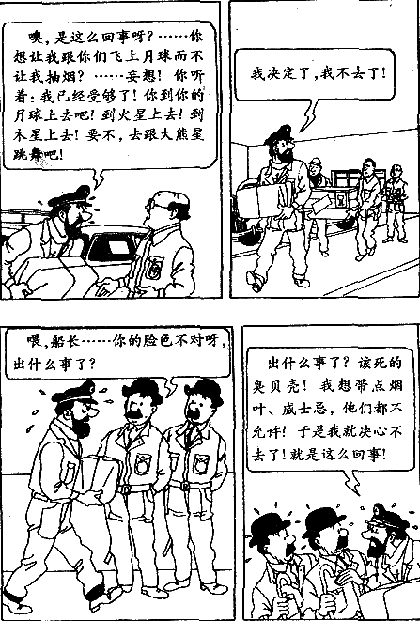 噢，是这么回事呀？……你
想让我跟你们飞上月球而不
让我抽烟？……妄想！你听
着：我已经受够了！你到你的
月球上去吧！到火星上去！到
木星上去！要不，去跟大熊星
跳舞吧！
我决定了，我不去了！
喂，船长……你的脸色不对呀，
出什么事了？
出什么事了？该死的
臭贝壳！我想带点烟
叶、威士忌，他们都不
允许！于是我就决心不
去了！就是这么回事！